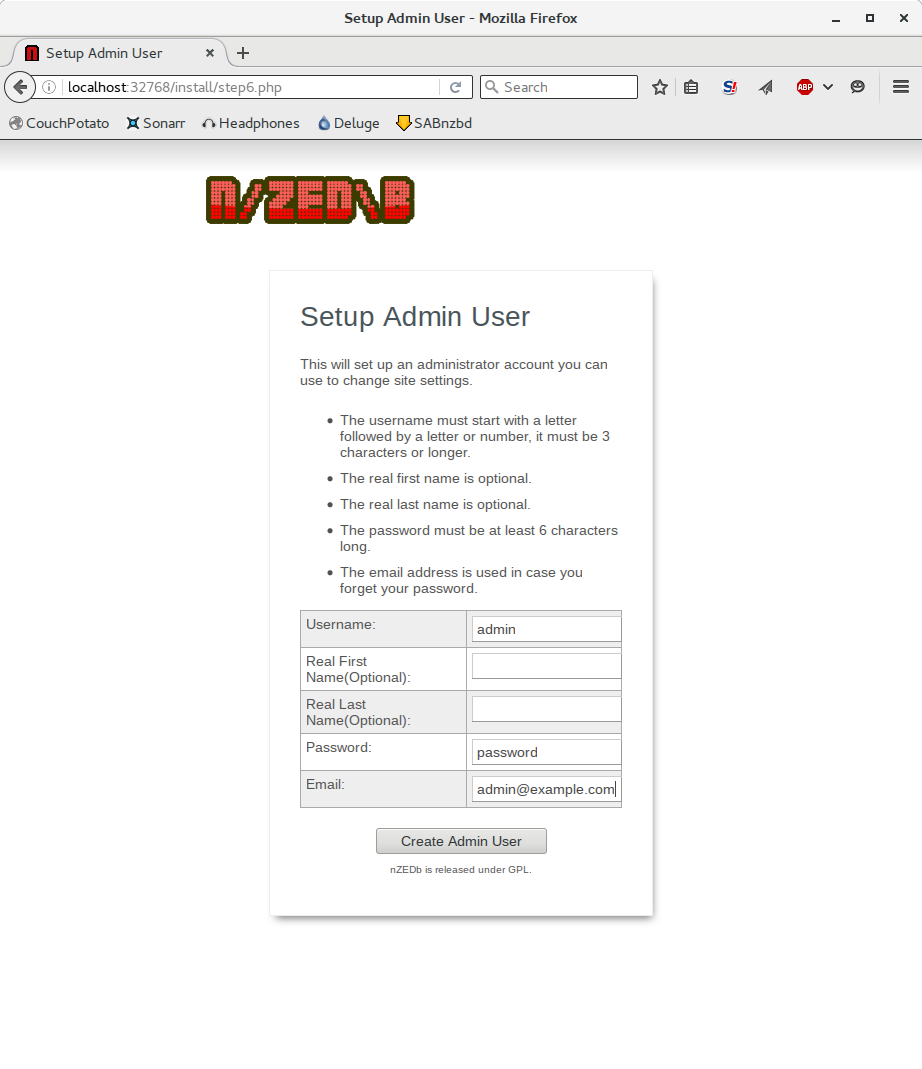 Setup Admin User - Mozilla Firefox
Setup Admin User
localhost:32768/install/step6.php
Search
S!
ABP
CouchPotato
Sonarr
Headphones
Deluge
SABnzbd
n/ZED\B
Setup Admin User
This will set up an administrator account you can
use to change site settings.
The username must start with a letter
followed by a letter or number, it must be 3
characters or longer.
The real first name is optional.
The real last name is optional.
The password must be at least 6 characters
long.
The email address is used in case you
forget your password.
Username:
admin
Real First
Name(Optional):
Real Last
Name(Optional):
Password:
password
Email:
admin@example.com
Create Admin User
nZEDb is released under GPL.